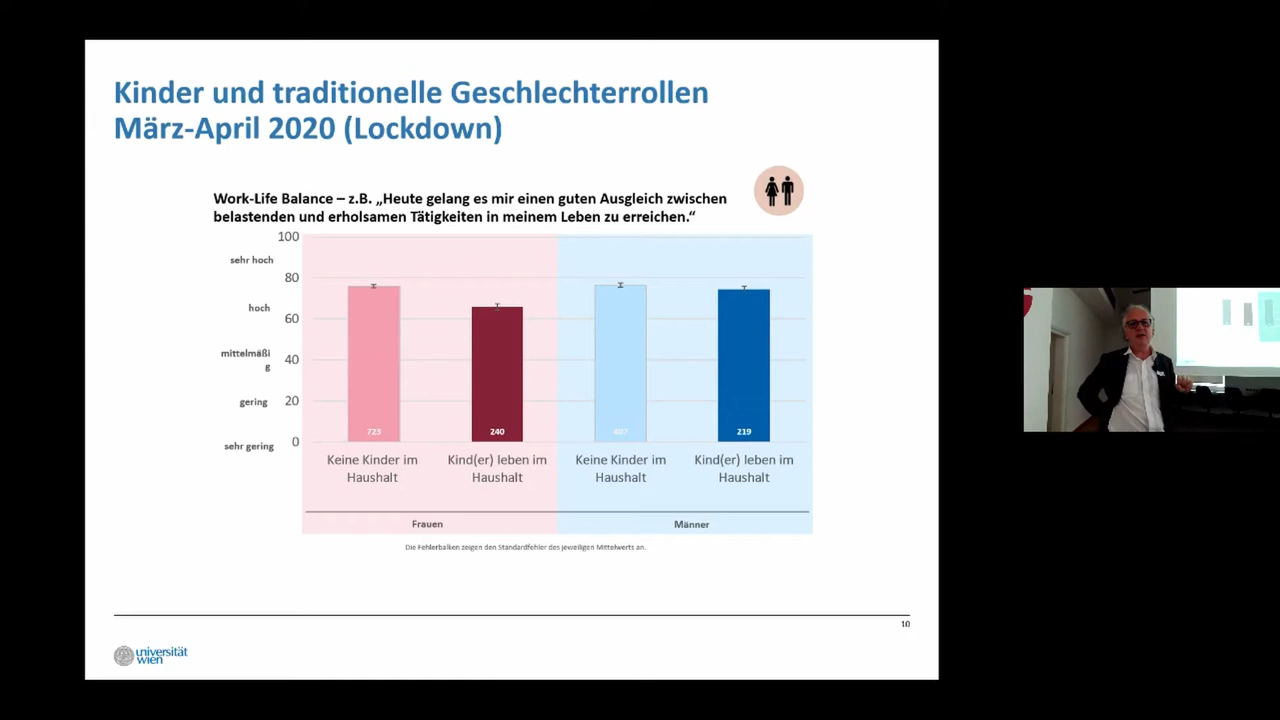 Kinder und traditionelle Geschlechterrollen
März-April 2020 (Lockdown)
Work-Life Balance – z.B. „Heute gelang es mir einen guten Ausgleich zwischen
belastenden und erholsamen Tätigkeiten in meinem Leben zu erreichen.“
100
sehr hoch
80
hoch
60
mittelmäßi
g
40
gering
20
sehr gering
0
723
240
219
Keine Kinder im
Haushalt
Kind(er) leben im
Haushalt
Keine Kinder im
Haushalt
Kind(er) leben im
Haushalt
Frauen
Männer
Die Fehlerbalken zeigen den Standardfehler des jeweiligen Mittelwerts an.
10
universität
wien